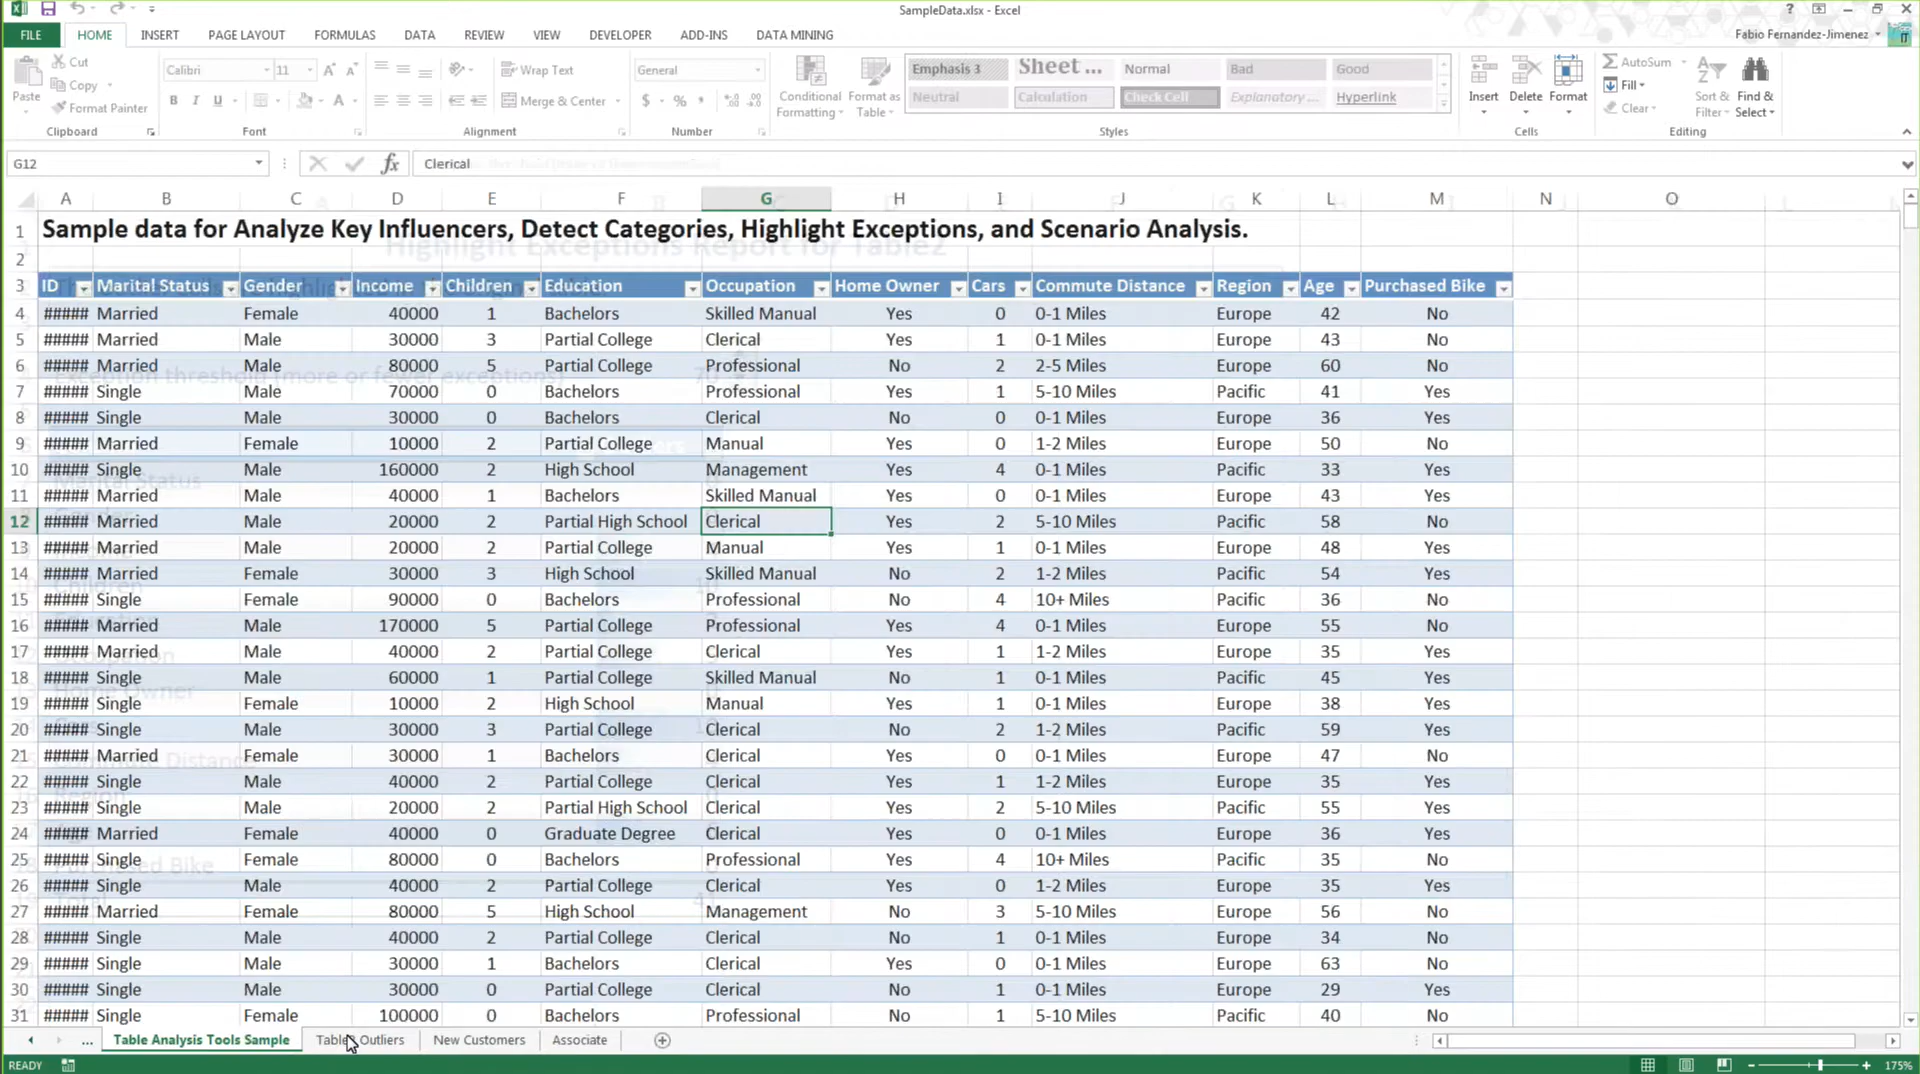 SampleData.xlsx - Excel
FILE HOME INSERT PAGE LAYOUT FORMULAS DATA REVIEW VIEW DEVELOPER ADD-INS DATA MINING Fabio Fernandez-Jimenez
Paste Cut Copy Format Painter Clipboard
Calibri 11 B I U Font
Wrap Text Merge & Center Alignment
General $ % Number
Conditional Formatting Format as Table
Emphasis 3 Sheet ... Normal Bad Good
Neutral Calculation Check Cell Explanatory ... Hyperlink
Styles
Insert Delete Format Cells
AutoSum Fill Clear Sort & Filter Find & Select Editing
G12 fx Clerical
A B C D E F G H I J K L M N O
1 Sample data for Analyze Key Influencers, Detect Categories, Highlight Exceptions, and Scenario Analysis.
Highlight Exceptions Report for Table2
2
3 ID Marital Status Gender Income Children Education Occupation Home Owner Cars Commute Distance Region Age Purchased Bike
4 ##### Married Female 40000 1 Bachelors Skilled Manual Yes 0 0-1 Miles Europe 42 No
5 ##### Married Male 30000 3 Partial College Clerical Yes 1 0-1 Miles Europe 43 No
6 ##### Married Male 80000 5 Partial College Professional No 2 2-5 Miles Europe 60 No
Exception threshold (more or fewer exceptions)
7 ##### Single Male 70000 0 Bachelors Professional Yes 1 5-10 Miles Pacific 41 Yes
8 ##### Single Male 30000 0 Bachelors Clerical No 0 0-1 Miles Europe 36 Yes
9 ##### Married Female 10000 2 Partial College Manual Yes 0 1-2 Miles Europe 50 No
10 ##### Single Male 160000 2 High School Management Yes 4 0-1 Miles Pacific 33 Yes
Marital Status
11 ##### Married Male 40000 1 Bachelors Skilled Manual Yes 0 0-1 Miles Europe 43 Yes
12 ##### Married Male 20000 2 Partial High School Clerical Yes 2 5-10 Miles Pacific 58 No
13 ##### Married Male 20000 2 Partial College Manual Yes 1 0-1 Miles Europe 48 Yes
14 ##### Married Female 30000 3 High School Skilled Manual No 2 1-2 Miles Pacific 54 Yes
Children
15 ##### Single Female 90000 0 Bachelors Professional No 4 10+ Miles Pacific 36 No
16 ##### Married Male 170000 5 Partial College Professional Yes 4 0-1 Miles Europe 55 No
17 ##### Married Male 40000 2 Partial College Clerical Yes 1 1-2 Miles Europe 35 Yes
18 ##### Single Male 60000 1 Partial College Skilled Manual No 1 0-1 Miles Europe 45 Yes
Home Owner
19 ##### Single Female 10000 2 High School Manual Yes 1 0-1 Miles Europe 38 Yes
20 ##### Single Male 30000 3 Partial College Clerical No 2 1-2 Miles Pacific 59 Yes
21 ##### Married Female 30000 1 Bachelors Clerical Yes 0 0-1 Miles Europe 47 No
22 ##### Single Male 40000 2 Partial College Clerical Yes 1 1-2 Miles Europe 35 Yes
Region
23 ##### Single Male 20000 2 Partial High School Clerical Yes 2 5-10 Miles Pacific 55 Yes
24 ##### Married Female 40000 0 Graduate Degree Clerical Yes 0 0-1 Miles Europe 36 Yes
25 ##### Single Female 80000 0 Bachelors Professional Yes 4 10+ Miles Pacific 35 No
Purchased Bike
26 ##### Single Male 40000 2 Partial College Clerical Yes 0 1-2 Miles Europe 35 Yes
Total
27 ##### Married Female 80000 5 High School Management No 3 5-10 Miles Europe 56 No
28 ##### Single Male 40000 2 Partial College Clerical No 1 0-1 Miles Europe 34 No
29 ##### Single Male 30000 1 Bachelors Clerical Yes 0 0-1 Miles Europe 63 No
30 ##### Single Male 30000 0 Partial College Clerical No 1 0-1 Miles Europe 29 Yes
31 ##### Single Female 100000 0 Bachelors Professional No 1 5-10 Miles Pacific 40 No
... Table Analysis Tools Sample Table Outliers New Customers Associate
READY 175%